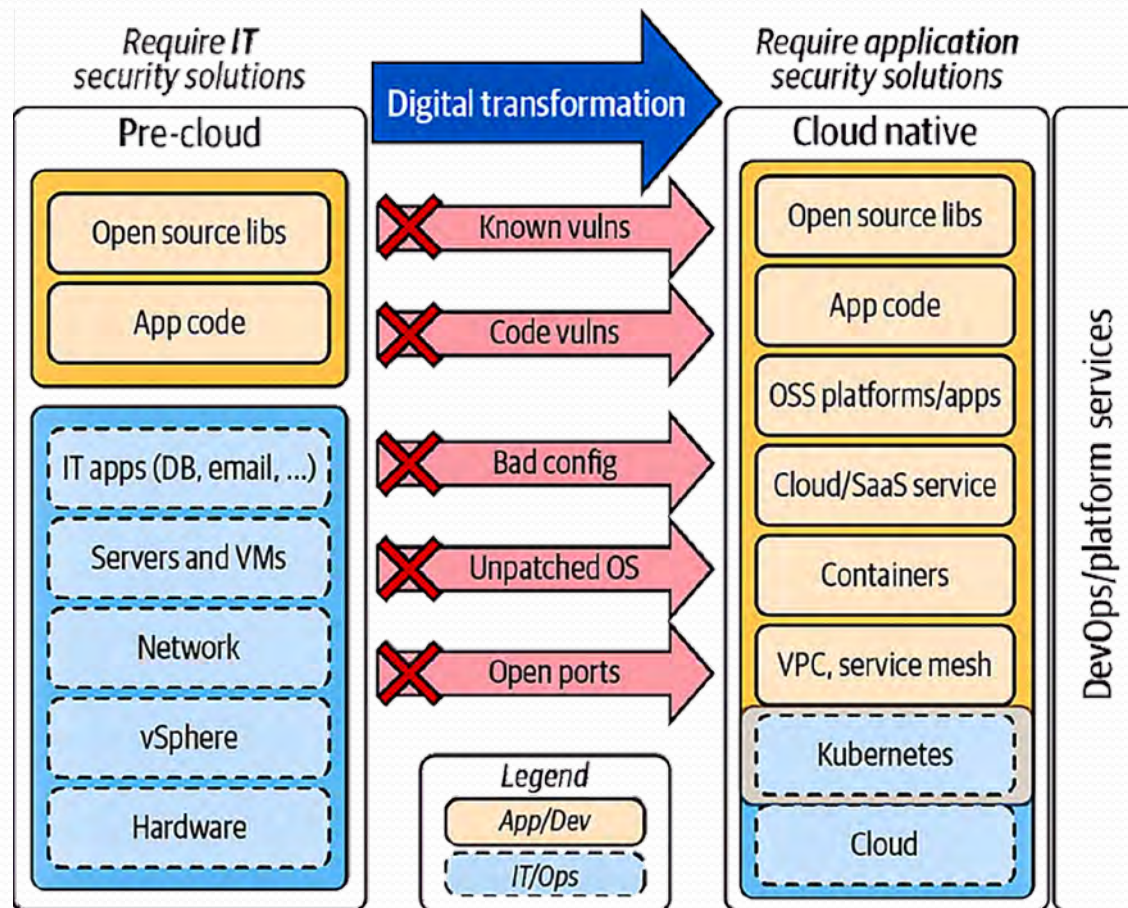 Require IT
security solutions
Pre-cloud
Open source libs
App code
IT apps (DB, email, ...)
Servers and VMs
Network
vSphere
Hardware
Digital transformation
Known vulns
Code vulns
Bad config
Unpatched OS
Open ports
Legend
App/Dev
IT/Ops
Require application
security solutions
Cloud native
Open source libs
App code
OSS platforms/apps
Cloud/SaaS service
Containers
VPC, service mesh
Kubernetes
Cloud
DevOps/platform services